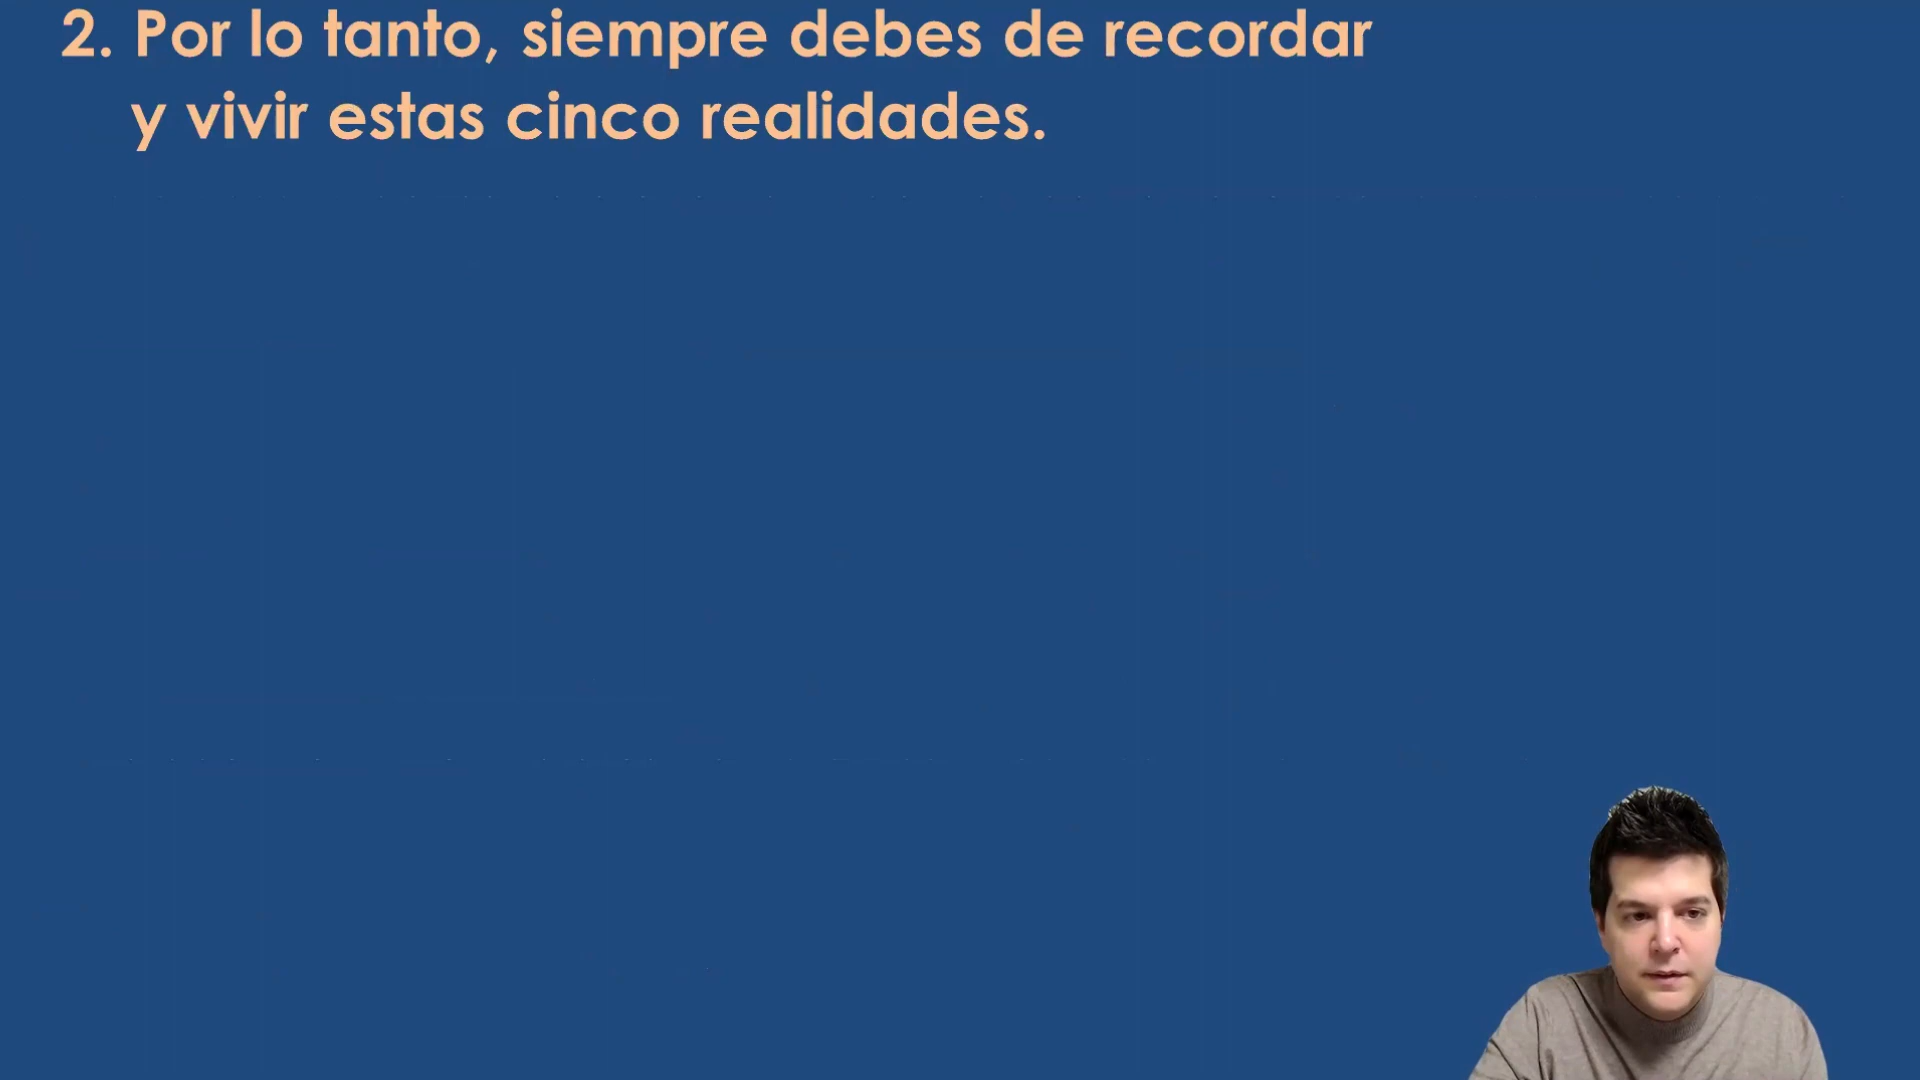 2. Por lo tanto, siempre debes de recordar
y vivir estas cinco realidades.